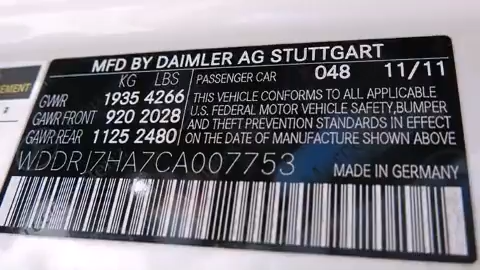 MFD BY DAIMLER AG STUTTGART
KG LBS
GVWR 1935 4266
GAWR FRONT 920 2028
GAWR REAR 1125 2480
PASSENGER CAR 048 11/11
THIS VEHICLE CONFORMS TO ALL APPLICABLE
U.S. FEDERAL MOTOR VEHICLE SAFETY, BUMPER
AND THEFT PREVENTION STANDARDS IN EFFECT
ON THE DATE OF MANUFACTURE SHOWN ABOVE
WDDRJ7HA7CA007753
MADE IN GERMANY